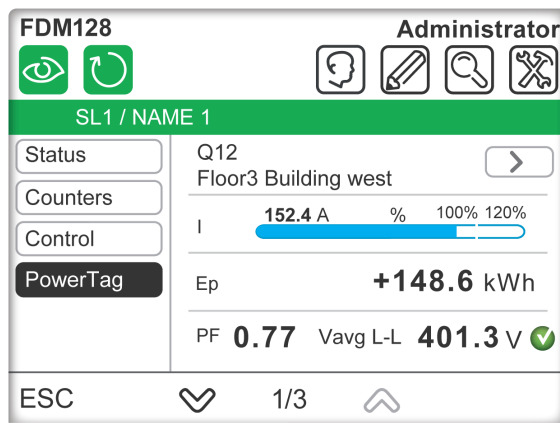 FDM128
Administrator
SL1 / NAME 1
Status
Counters
Control
PowerTag
Q12
Floor3 Building west
I 152.4 A % 100% 120%
Ep +148.6 kWh
PF 0.77 Vavg L-L 401.3 V
ESC 1/3